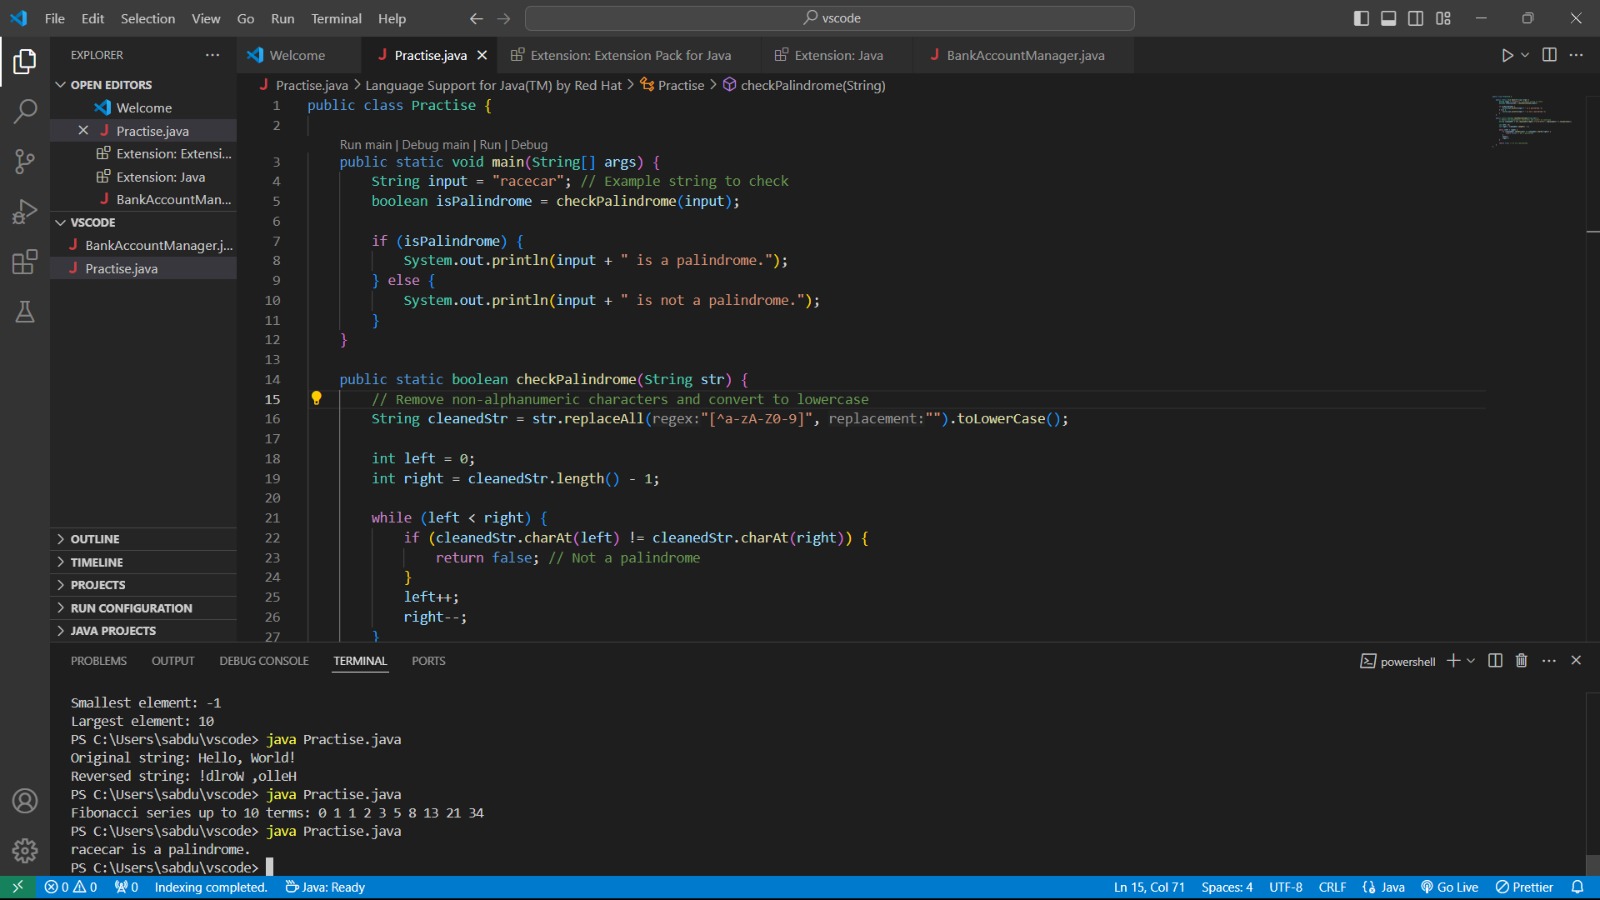 File Edit Selection View Go Run Terminal Help
vscode
EXPLORER
OPEN EDITORS
Welcome
Practise.java
Extension: Extensi...
Extension: Java
BankAccountMan...
VSCODE
BankAccountManager.j...
Practise.java
OUTLINE
TIMELINE
PROJECTS
RUN CONFIGURATION
JAVA PROJECTS
Welcome Practise.java Extension: Extension Pack for Java Extension: Java BankAccountManager.java
Practise.java > Language Support for Java(TM) by Red Hat > Practise > checkPalindrome(String)
1 public class Practise {
2
Run main | Debug main | Run | Debug
3 public static void main(String[] args) {
4 String input = "racecar"; // Example string to check
5 boolean isPalindrome = checkPalindrome(input);
6
7 if (isPalindrome) {
8 System.out.println(input + " is a palindrome.");
9 } else {
10 System.out.println(input + " is not a palindrome.");
11 }
12 }
13
14 public static boolean checkPalindrome(String str) {
15 // Remove non-alphanumeric characters and convert to lowercase
16 String cleanedStr = str.replaceAll(regex:"[^a-zA-Z0-9]", replacement:"").toLowerCase();
17
18 int left = 0;
19 int right = cleanedStr.length() - 1;
20
21 while (left < right) {
22 if (cleanedStr.charAt(left) != cleanedStr.charAt(right)) {
23 return false; // Not a palindrome
24 }
25 left++;
26 right--;
27 }
PROBLEMS OUTPUT DEBUG CONSOLE TERMINAL PORTS
powershell
Smallest element: -1
Largest element: 10
PS C:\Users\sabdu\vscode> java Practise.java
Original string: Hello, World!
Reversed string: !dlroW ,olleH
PS C:\Users\sabdu\vscode> java Practise.java
Fibonacci series up to 10 terms: 0 1 1 2 3 5 8 13 21 34
PS C:\Users\sabdu\vscode> java Practise.java
racecar is a palindrome.
PS C:\Users\sabdu\vscode>
0 0 0 Indexing completed. Java: Ready Ln 15, Col 71 Spaces: 4 UTF-8 CRLF Java Go Live Prettier